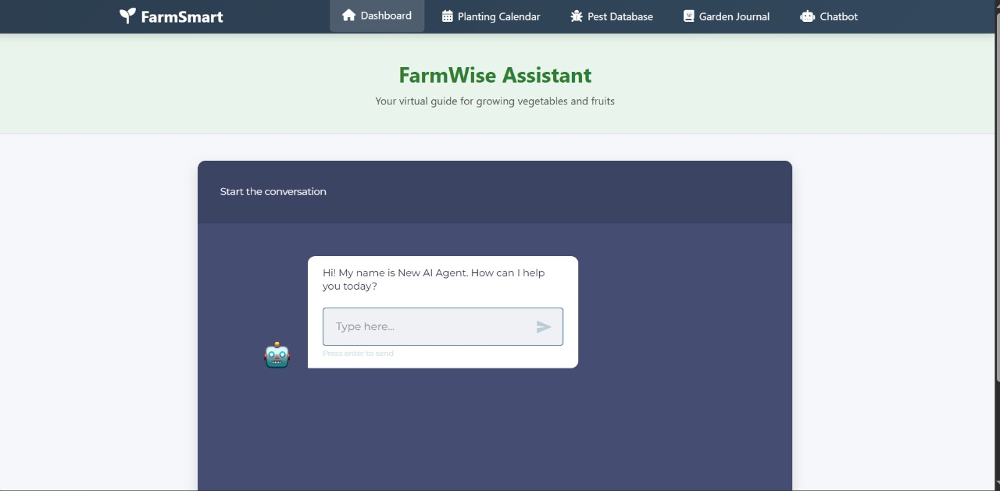 FarmSmart
Dashboard
Planting Calendar
Pest Database
Garden Journal
Chatbot
FarmWise Assistant
Your virtual guide for growing vegetables and fruits
Start the conversation
Hi! My name is New AI Agent. How can I help
you today?
Type here...
Press enter to send